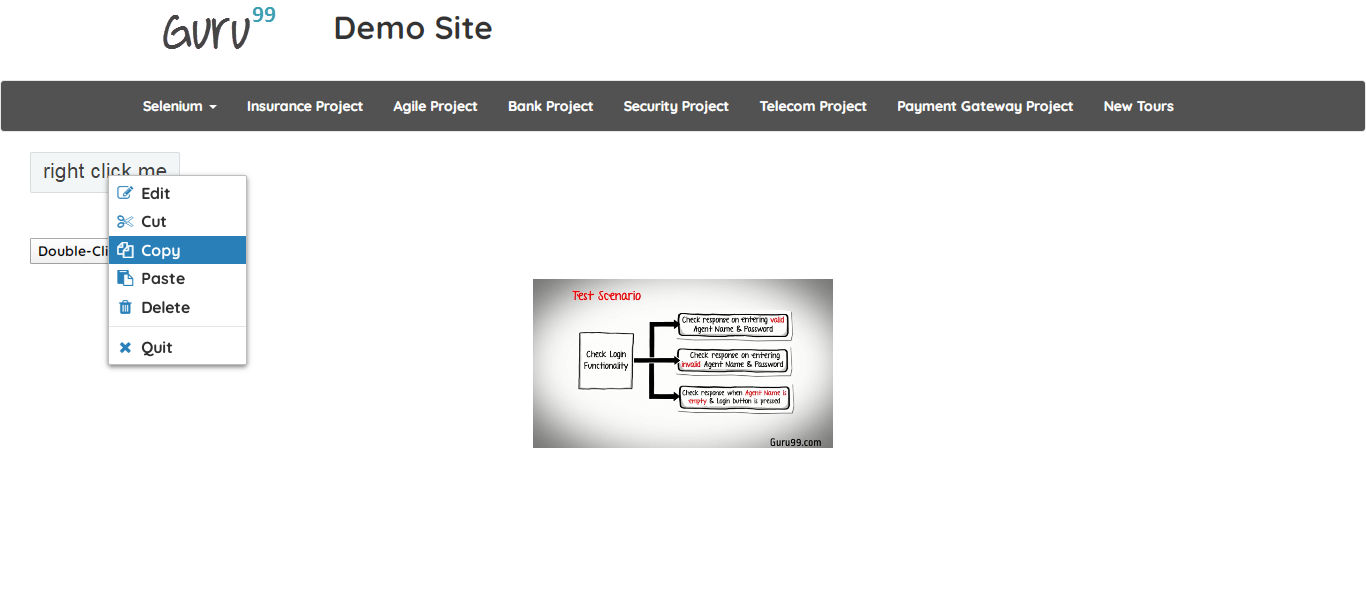 Guru99
Demo Site
Selenium
Insurance Project
Agile Project
Bank Project
Security Project
Telecom Project
Payment Gateway Project
New Tours
right click me
Edit
Cut
Double-Cli
Copy
Paste
Delete
Quit
Test Scenario
Check Login
Functionality
Check response on entering valid
Agent Name & Password
Check response on entering
invalid Agent Name & Password
Check response when Agent Name is
empty & Login button is pressed
Guru99.com